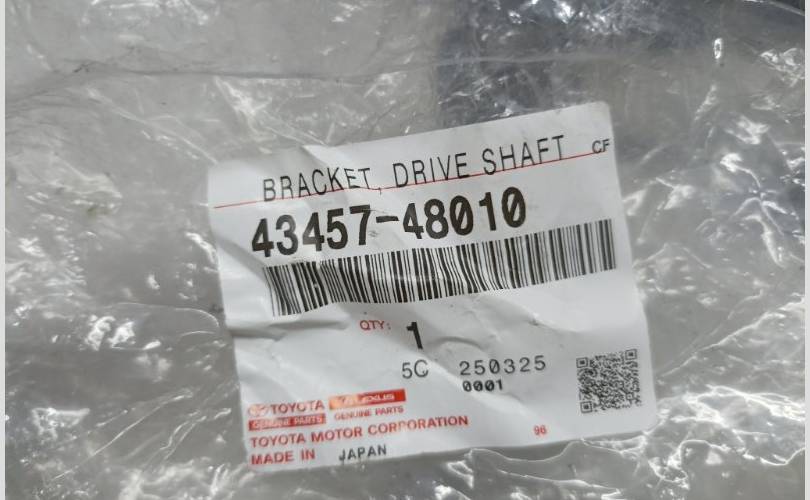 BRACKET, DRIVE SHAFT CF
43457-48010
QTY: 1
5C 250325
0001
TOYOTA LEXUS
GENUINE PARTS GENUINE PARTS
TOYOTA MOTOR CORPORATION 96
MADE IN JAPAN